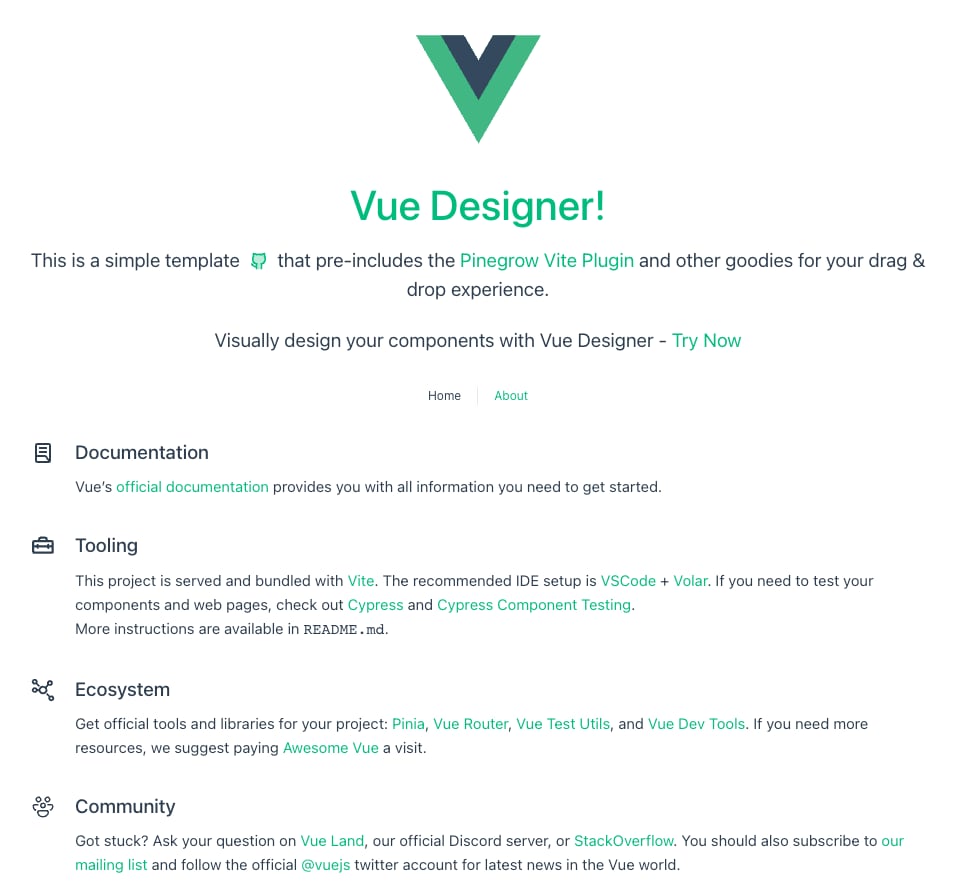 Vue Designer!
This is a simple template that pre-includes the Pinegrow Vite Plugin and other goodies for your drag &
drop experience.
Visually design your components with Vue Designer - Try Now
Home About
Documentation
Vue’s official documentation provides you with all information you need to get started.
Tooling
This project is served and bundled with Vite. The recommended IDE setup is VSCode + Volar. If you need to test your
components and web pages, check out Cypress and Cypress Component Testing.
More instructions are available in README.md.
Ecosystem
Get official tools and libraries for your project: Pinia, Vue Router, Vue Test Utils, and Vue Dev Tools. If you need more
resources, we suggest paying Awesome Vue a visit.
Community
Got stuck? Ask your question on Vue Land, our official Discord server, or StackOverflow. You should also subscribe to our
mailing list and follow the official @vuejs twitter account for latest news in the Vue world.